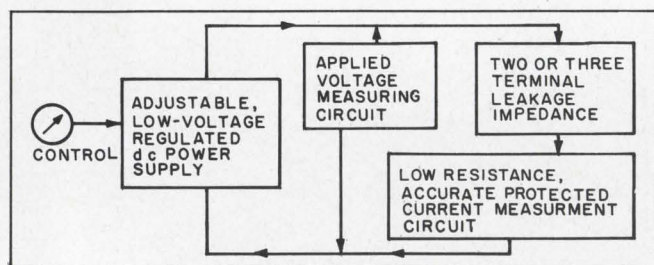 CONTROL
ADJUSTABLE,
LOW-VOLTAGE
REGULATED
dc POWER
SUPPLY
APPLIED
VOLTAGE
MEASURING
CIRCUIT
TWO OR THREE
TERMINAL
LEAKAGE
IMPEDANCE
LOW RESISTANCE,
ACCURATE PROTECTED
CURRENT MEASURMENT
CIRCUIT